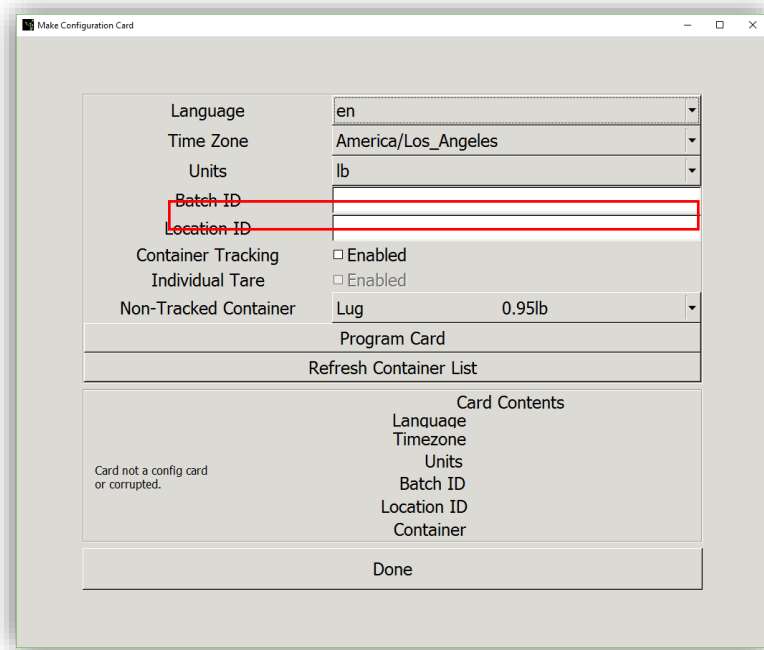 Make Configuration Card
Language en
Time Zone America/Los_Angeles
Units lb
Batch ID
Location ID
Container Tracking Enabled
Individual Tare Enabled
Non-Tracked Container Lug 0.95lb
Program Card
Refresh Container List
Card Contents
Language
Timezone
Units
Card not a config card
or corrupted.
Batch ID
Location ID
Container
Done